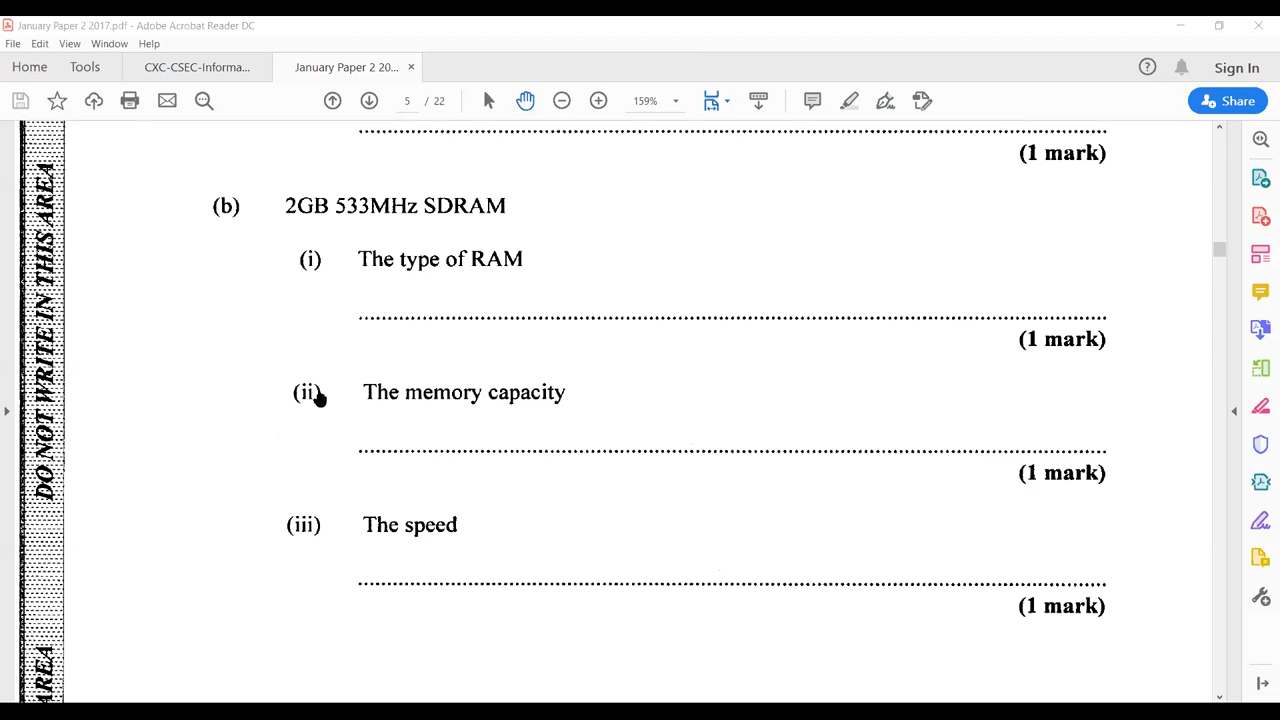 January Paper 2 2017.pdf - Adobe Acrobat Reader DC
File Edit View Window Help
Home Tools CXC-CSEC-Informa... January Paper 2 20... × Sign In
5 / 22 159% Share
(1 mark)
(b) 2GB 533MHz SDRAM
(i) The type of RAM
(1 mark)
(ii) The memory capacity
(1 mark)
(iii) The speed
(1 mark)
DO NOT WRITE IN THIS AREA
AREA